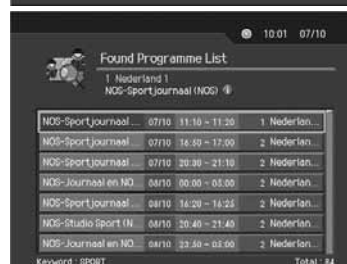 10:01 07/10
Found Programme List
1 Nederland 1
NOS-Sportjournaal (NOS)
NOS-Sportjournaal ... 07/10 11:10 ~ 11:20 1 Nederlan...
NOS-Sportjournaal ... 07/10 16:50 ~ 17:00 2 Nederlan...
NOS-Sportjournaal ... 07/10 20:30 ~ 21:10 2 Nederlan...
NOS-Journaal en NO... 08/10 00:00 ~ 05:00 2 Nederlan...
NOS-Sportjournaal ... 08/10 16:20 ~ 16:25 2 Nederlan...
NOS-Studio Sport (N... 08/10 20:40 ~ 21:40 2 Nederlan...
NOS-Journaal en NO... 08/10 23:50 ~ 05:00 2 Nederlan...
Keyword : SPORT Total : 84